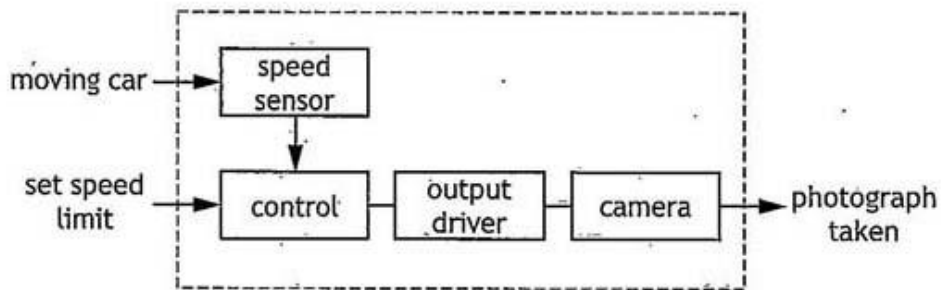 moving car
speed
sensor
set speed
limit
control
output
driver
camera
photograph
taken